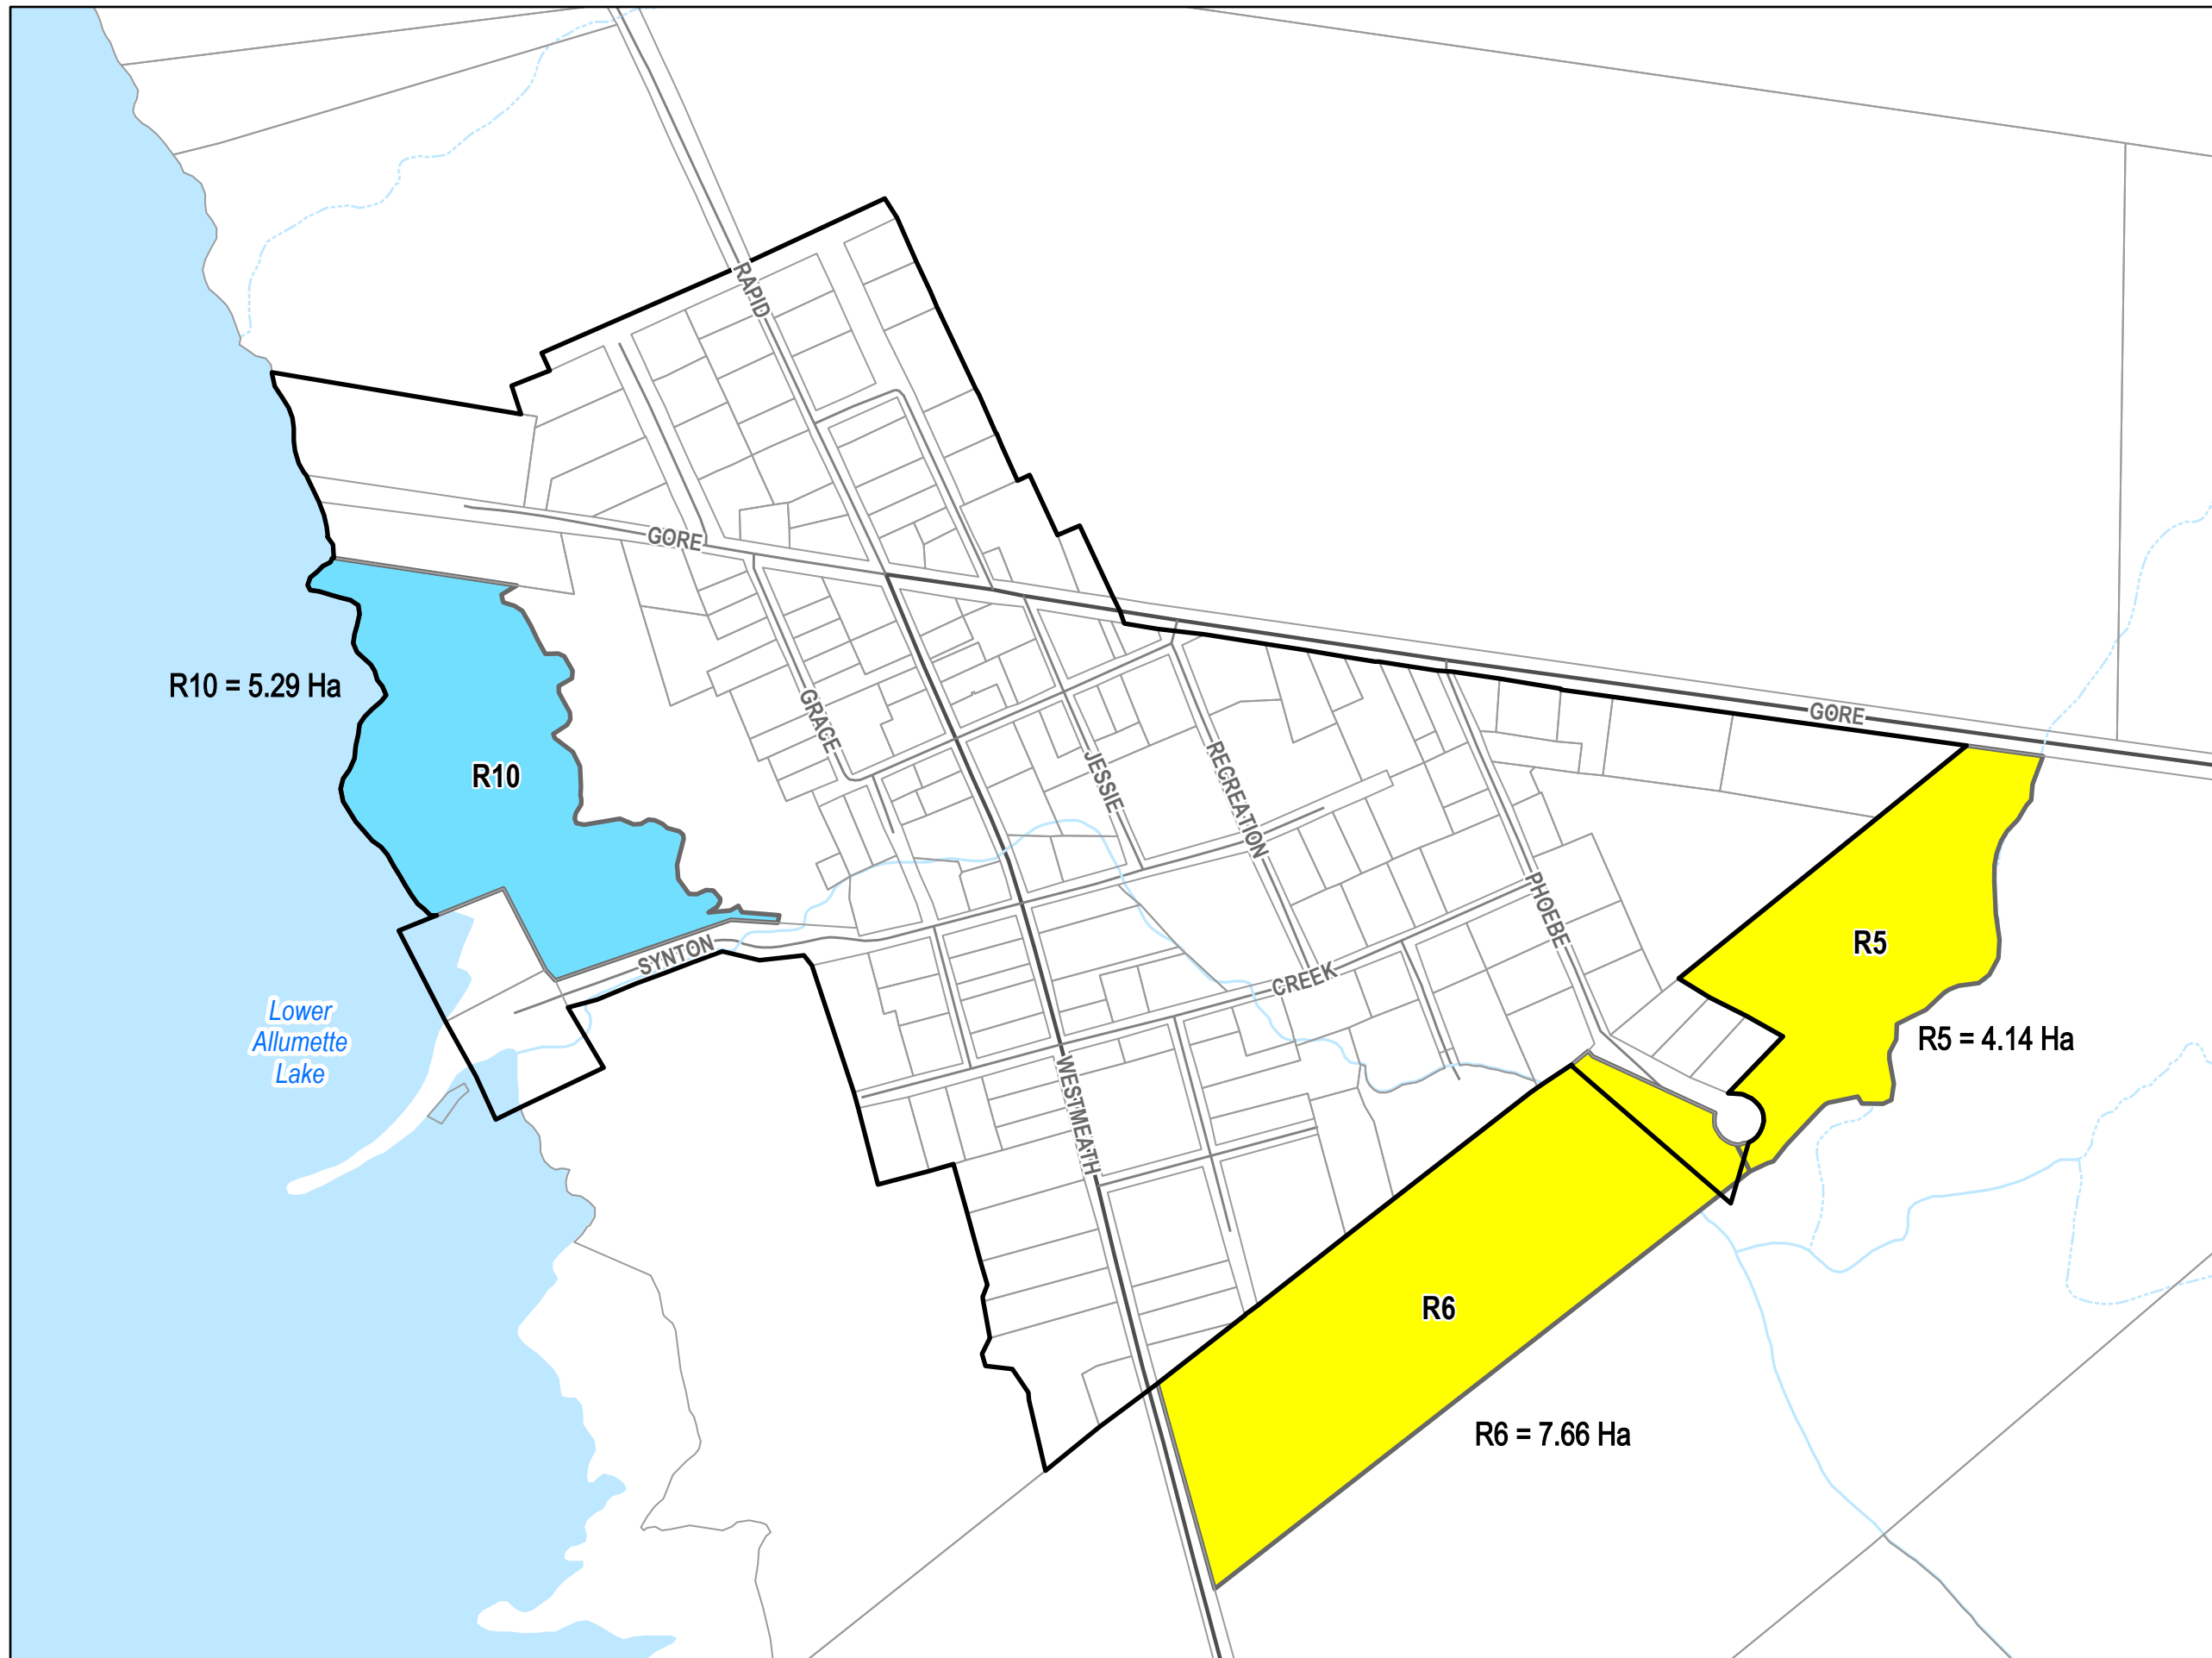 RAPID
GORE
R10 = 5.29 Ha
GRACE
GORE
R10
JESSIE
RECREATION
PHOEBE
R5
SYNTON
CREEK
Lower
Allumette
Lake
R5 = 4.14 Ha
WESTMEATH
R6
R6 = 7.66 Ha